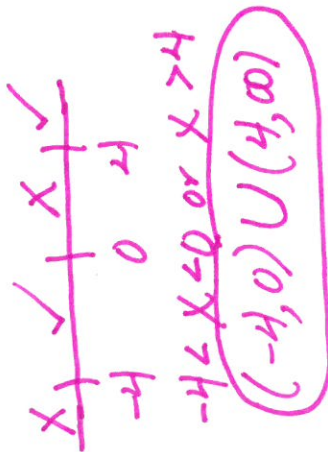 x ✓ x ✓
-4 0 4
-4 < x < 0 or x > 4
(-4,0) ∪ (4,∞)